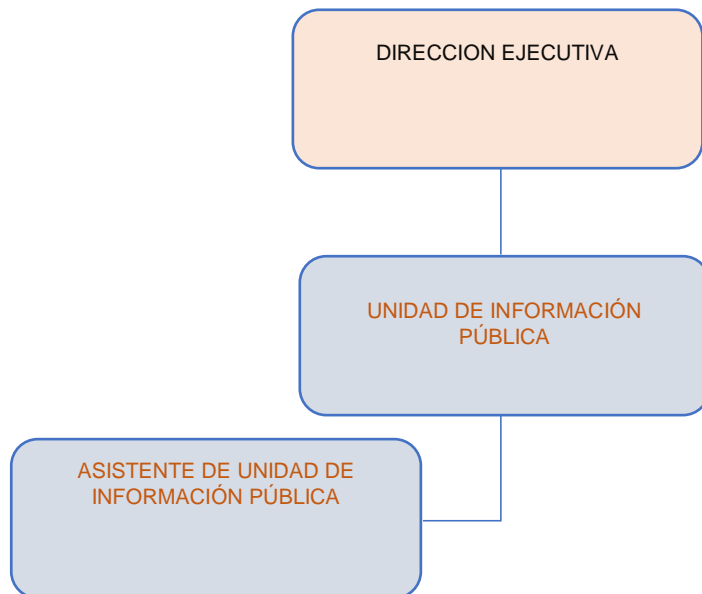 DIRECCION EJECUTIVA
UNIDAD DE INFORMACIÓN
PÚBLICA
ASISTENTE DE UNIDAD DE
INFORMACIÓN PÚBLICA